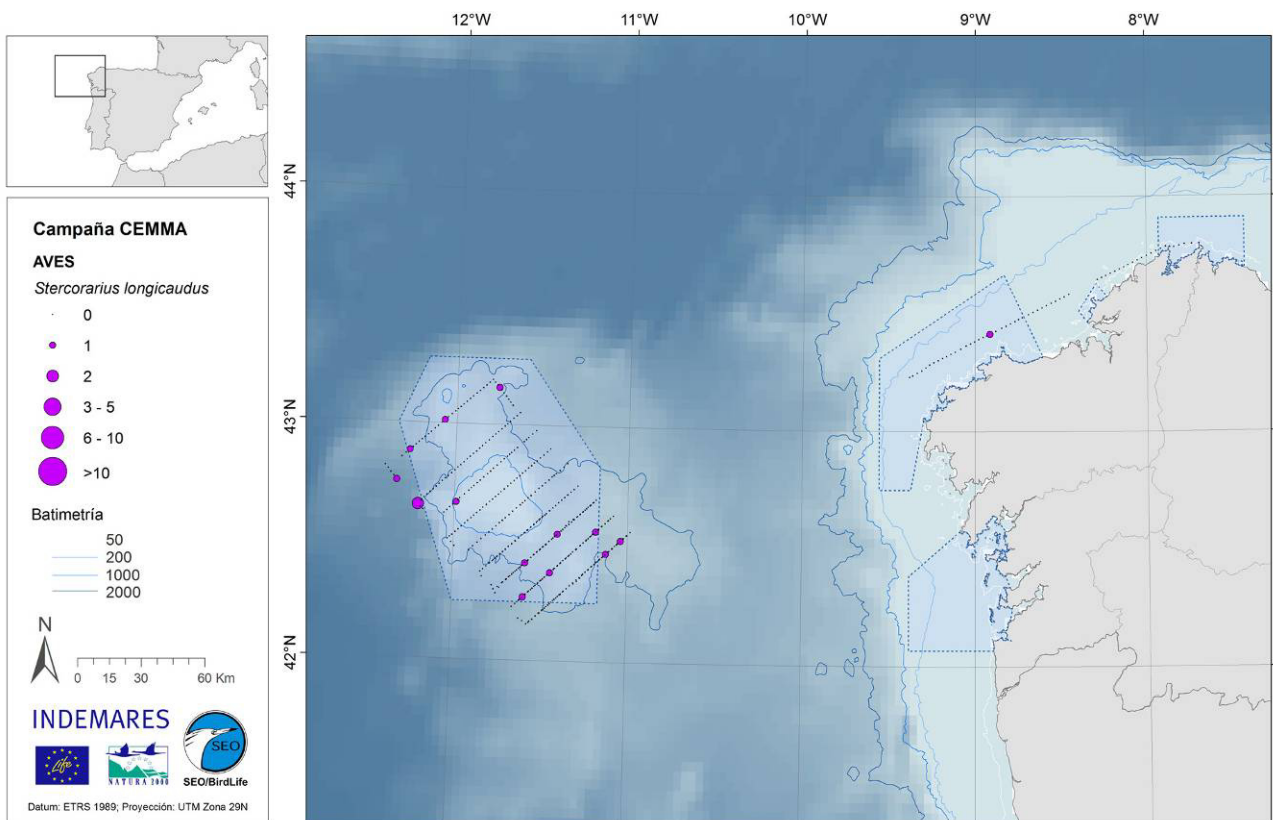 12°W 11°W 10°W 9°W 8°W
44°N
43°N
42°N
Campaña CEMMA
AVES
Stercorarius longicaudus
0
1
2
3 - 5
6 - 10
>10
Batimetría
50
200
1000
2000
N
0 15 30 60 Km
INDEMARES
Life
NATURA 2000
SEO
SEO/BirdLife
Datum: ETRS 1989; Proyección: UTM Zona 29N